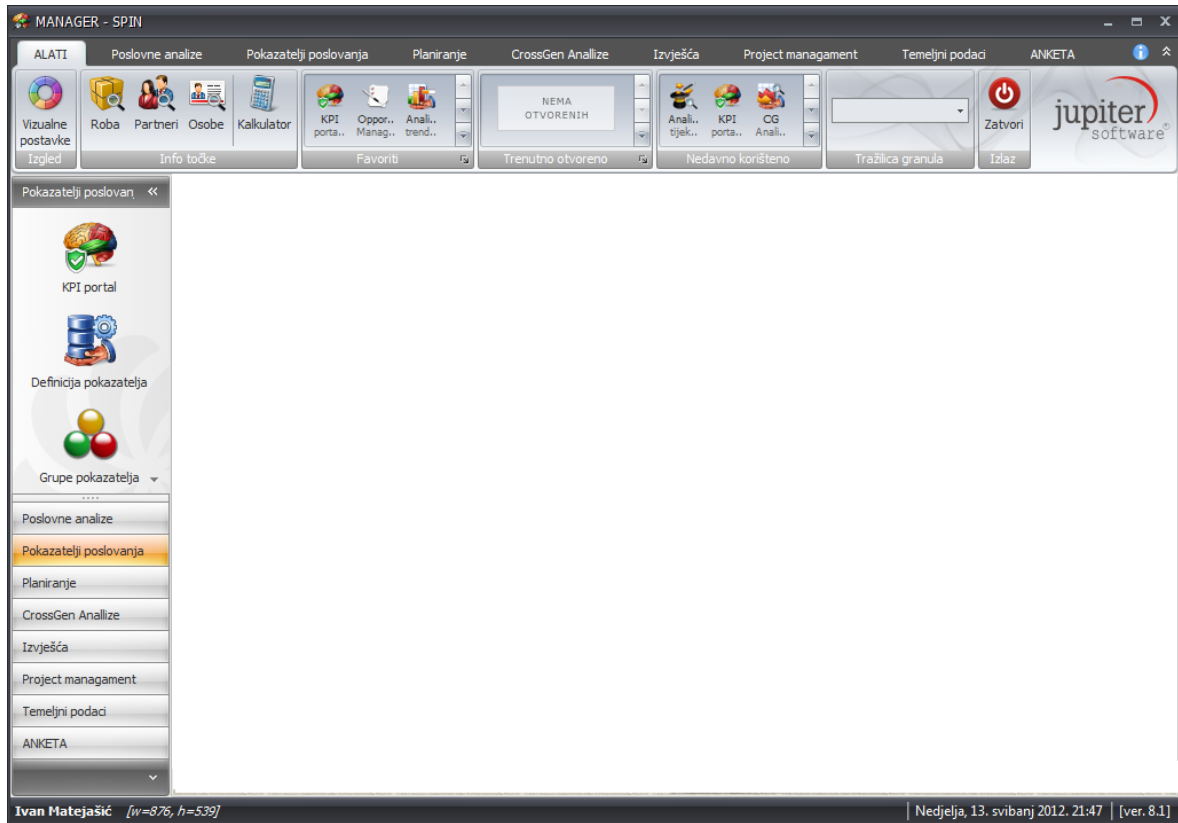 MANAGER - SPIN
ALATI Poslovne analize Pokazatelji poslovanja Planiranje CrossGen Anallize Izvješća Project managament Temeljni podaci ANKETA
Vizualne postavke
Roba Partneri Osobe Kalkulator
KPI porta.. Oppor.. Manag.. Anali.. trend..
NEMA
OTVORENIH
Anali.. tijek.. KPI porta.. CG Anali..
Zatvori
jupiter
software
Izgled Info točke Favoriti Trenutno otvoreno Nedavno korišteno Tražilica granula Izlaz
Pokazatelji poslovan
KPI portal
Definicija pokazatelja
Grupe pokazatelja
Poslovne analize
Pokazatelji poslovanja
Planiranje
CrossGen Anallize
Izvješća
Project managament
Temeljni podaci
ANKETA
Ivan Matejašić [w=876, h=539] Nedjelja, 13. svibanj 2012. 21:47 [ver. 8.1]